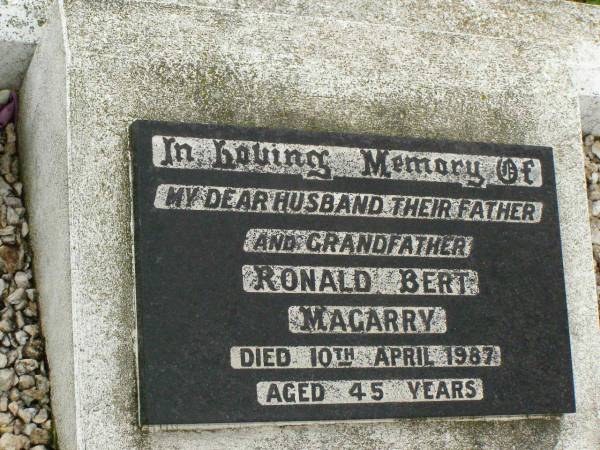 In Loving Memory Of
MY DEAR HUSBAND THEIR FATHER
AND GRANDFATHER
RONALD BERT
MAGARRY
DIED 10TH APRIL 1987
AGED 45 YEARS